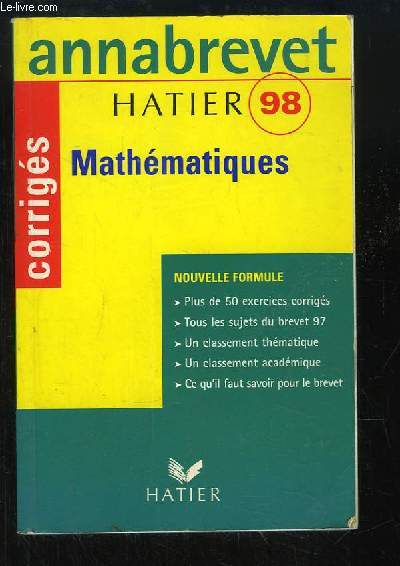 www.le-livre.com
annabrevet
HATIER 98
corrigés
Mathématiques
NOUVELLE FORMULE
➤ Plus de 50 exercices corrigés
➤ Tous les sujets du brevet 97
➤ Un classement thématique
➤ Un classement académique
➤ Ce qu'il faut savoir pour le brevet
HATIER